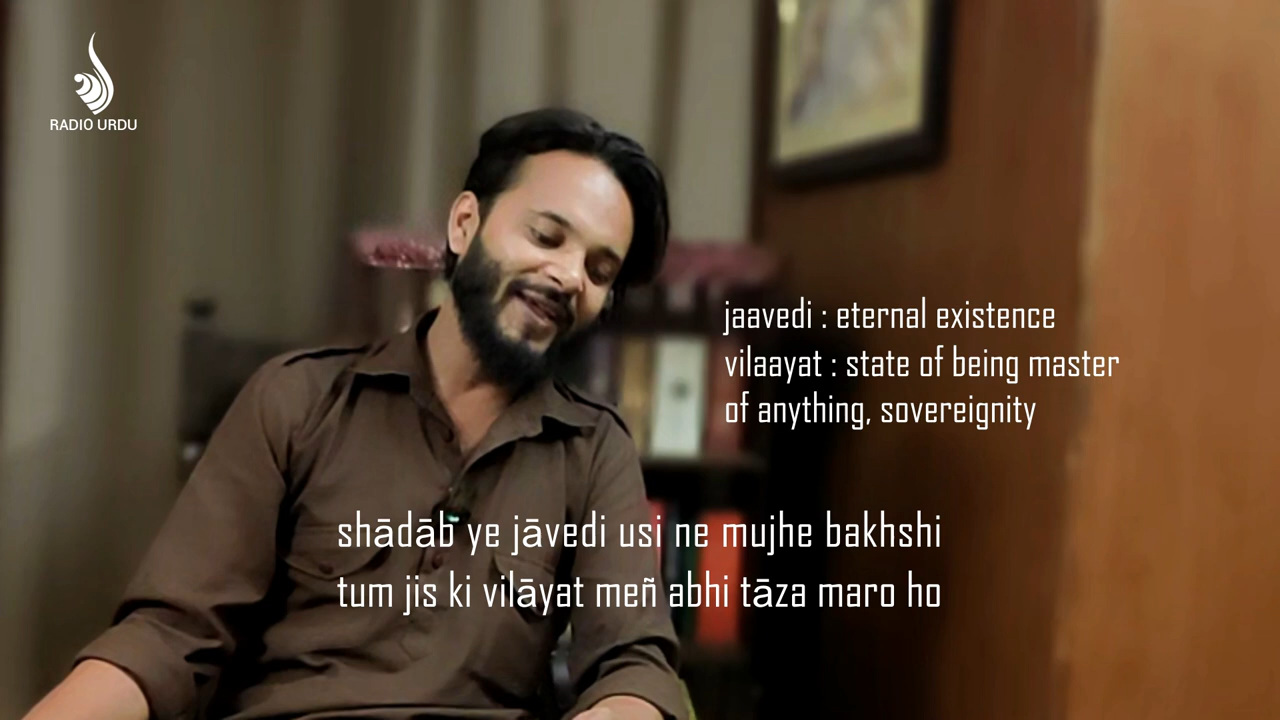 RADIO URDU
jaavedi : eternal existence
vilaayat : state of being master
of anything, sovereignity
shādāb ye jāvedi usi ne mujhe bakhshi
tum jis ki vilāyat meñ abhi tāza maro ho